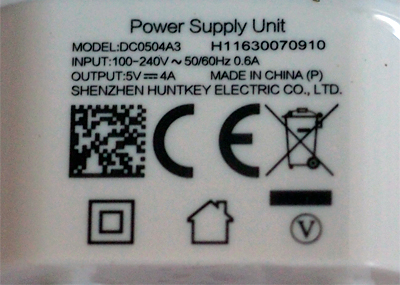 Power Supply Unit
MODEL:DC0504A3 H11630070910
INPUT:100-240V ~ 50/60Hz 0.6A
OUTPUT:5V ⎓ 4A MADE IN CHINA (P)
SHENZHEN HUNTKEY ELECTRIC CO., LTD.
CE
V